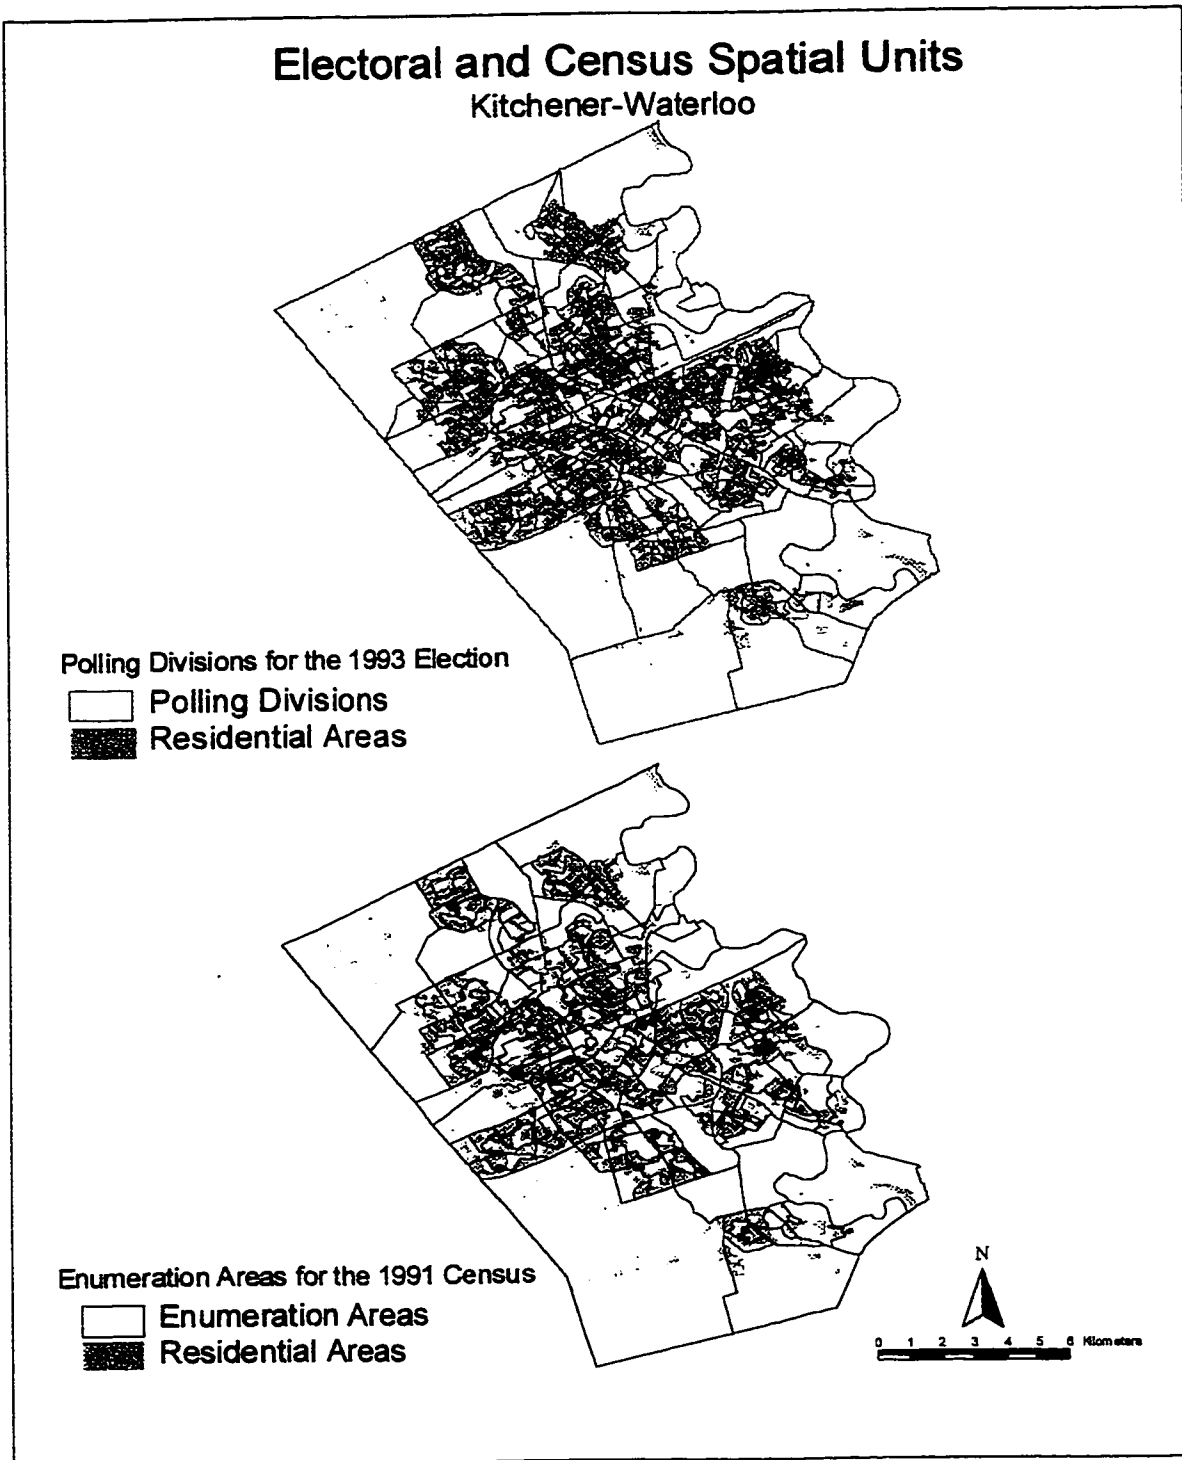 Electoral and Census Spatial Units
Kitchener-Waterloo
Polling Divisions for the 1993 Election
Polling Divisions
Residential Areas
Enumeration Areas for the 1991 Census
Enumeration Areas
Residential Areas
N
0 1 2 3 4 5 6 Kilometers